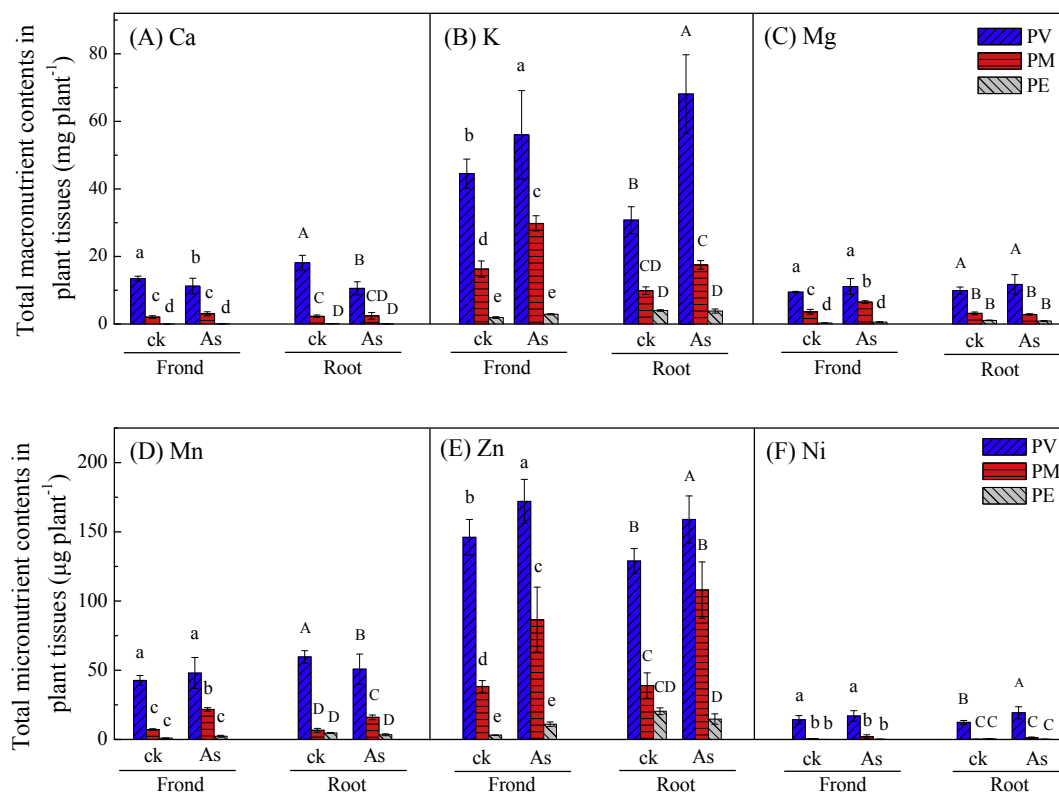 Total macronutrient contents in
plant tissues (mg plant⁻¹)
80
60
40
20
0
(A) Ca
a
c
d
b
c
d
A
C
D
B
CD
D
ck As ck As
Frond Root
(B) K
b
d
e
a
c
e
B
CD
D
A
C
D
ck As ck As
Frond Root
(C) Mg
PV
PM
PE
a
c
d
a
b
d
A
B
B
A
B
B
ck As ck As
Frond Root
Total micronutrient contents in
plant tissues (µg plant⁻¹)
200
150
100
50
0
(D) Mn
a
c
c
a
b
c
A
D
D
B
C
D
ck As ck As
Frond Root
(E) Zn
b
d
e
a
c
e
B
C
CD
A
B
D
ck As ck As
Frond Root
(F) Ni
PV
PM
PE
a
b
b
a
b
b
B
C
C
A
C
C
ck As ck As
Frond Root